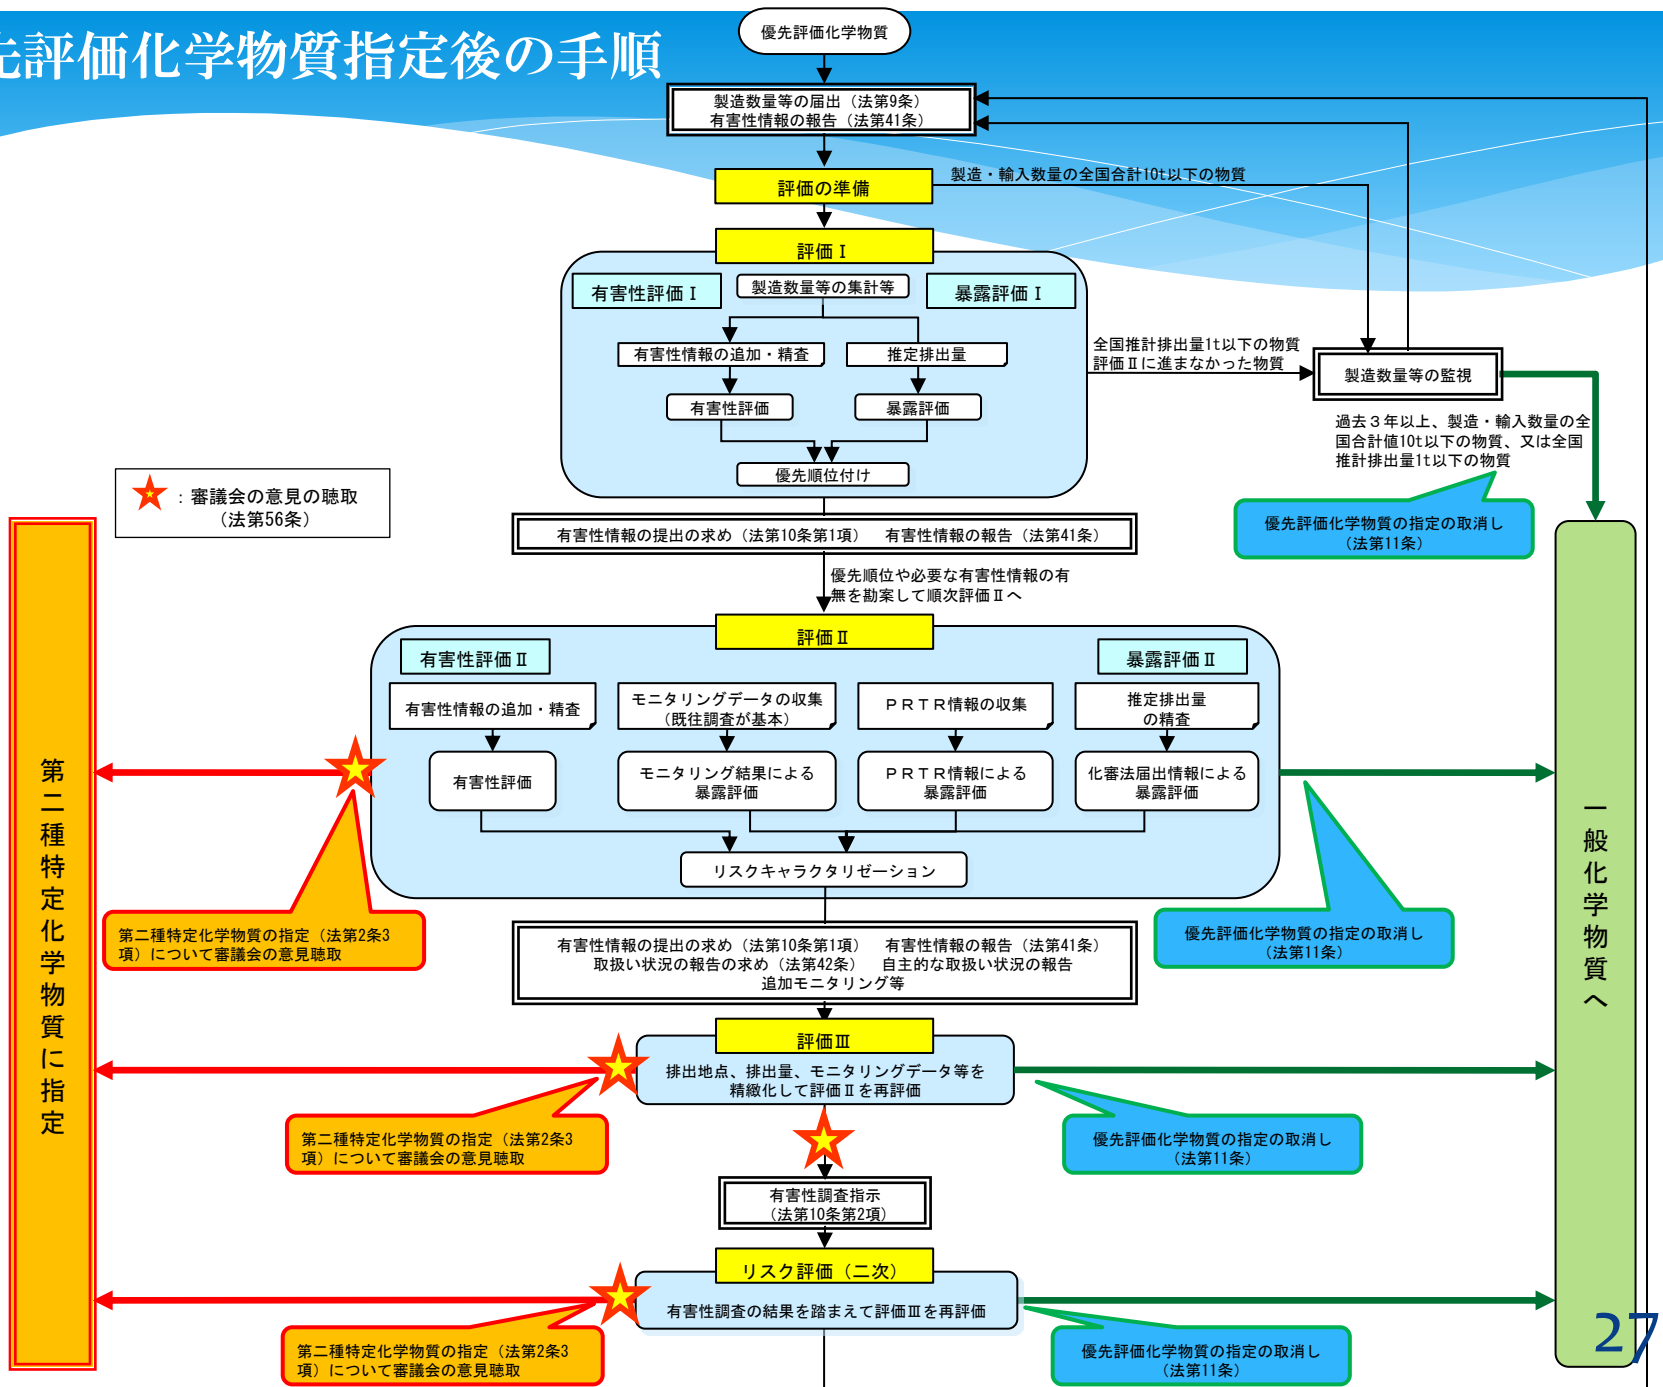 先評価化学物質指定後の手順
優先評価化学物質
製造数量等の届出（法第9条）
有害性情報の報告（法第41条）
評価の準備
製造・輸入数量の全国合計10t以下の物質
評価Ⅰ
有害性評価Ⅰ
製造数量等の集計等
暴露評価Ⅰ
有害性情報の追加・精査
推定排出量
有害性評価
暴露評価
優先順位付け
全国推計排出量1t以下の物質
評価Ⅱに進まなかった物質
製造数量等の監視
過去３年以上、製造・輸入数量の全
国合計値10t以下の物質、又は全国
推計排出量1t以下の物質
優先評価化学物質の指定の取消し
（法第11条）
：審議会の意見の聴取
（法第56条）
有害性情報の提出の求め（法第10条第1項）　有害性情報の報告（法第41条）
優先順位や必要な有害性情報の有
無を勘案して順次評価Ⅱへ
評価Ⅱ
有害性評価Ⅱ
暴露評価Ⅱ
有害性情報の追加・精査
モニタリングデータの収集
（既往調査が基本）
ＰＲＴＲ情報の収集
推定排出量
の精査
有害性評価
モニタリング結果による
暴露評価
ＰＲＴＲ情報による
暴露評価
化審法届出情報による
暴露評価
リスクキャラクタリゼーション
第二種特定化学物質に指定
一般化学物質へ
第二種特定化学物質の指定（法第2条3
項）について審議会の意見聴取
優先評価化学物質の指定の取消し
（法第11条）
有害性情報の提出の求め（法第10条第1項）　有害性情報の報告（法第41条）
取扱い状況の報告の求め（法第42条）　自主的な取扱い状況の報告
追加モニタリング等
評価Ⅲ
排出地点、排出量、モニタリングデータ等を
精緻化して評価Ⅱを再評価
第二種特定化学物質の指定（法第2条3
項）について審議会の意見聴取
優先評価化学物質の指定の取消し
（法第11条）
有害性調査指示
（法第10条第2項）
リスク評価（二次）
有害性調査の結果を踏まえて評価Ⅲを再評価
第二種特定化学物質の指定（法第2条3
項）について審議会の意見聴取
優先評価化学物質の指定の取消し
（法第11条）
27